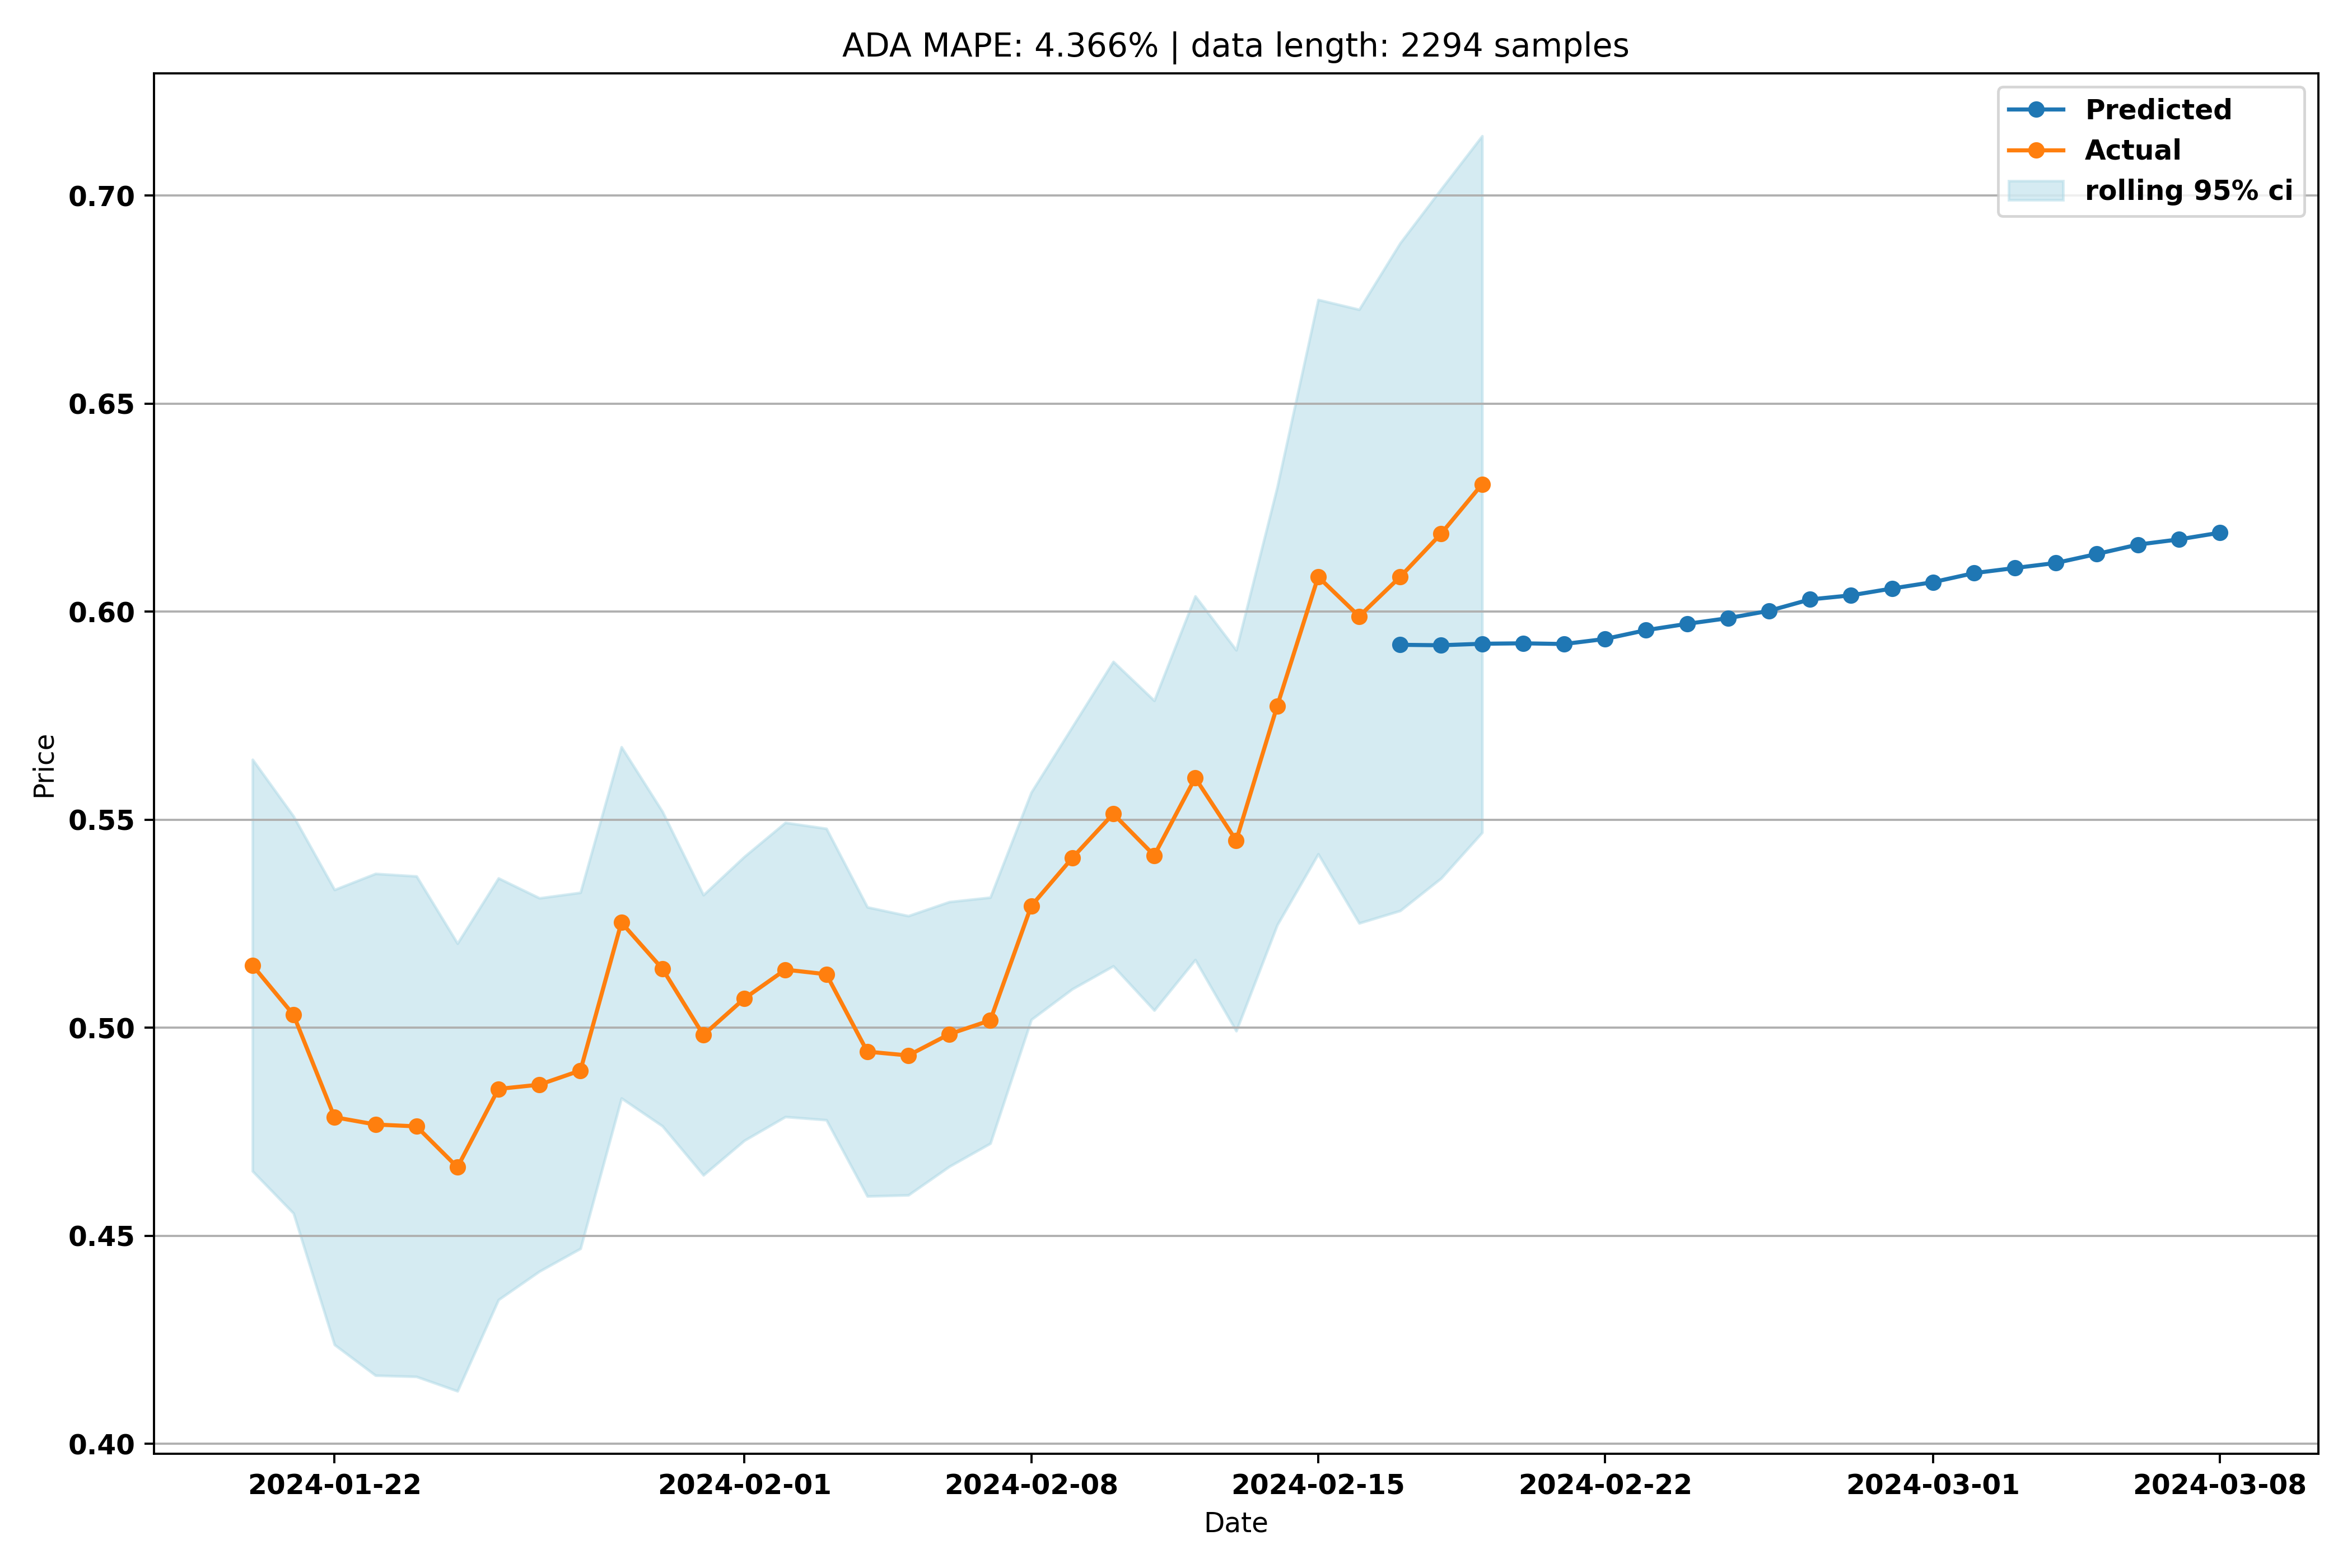 ADA MAPE: 4.366% | data length: 2294 samples
Predicted
Actual
rolling 95% ci
0.70
0.65
0.60
0.55
0.50
0.45
0.40
Price
2024-01-22 2024-02-01 2024-02-08 2024-02-15 2024-02-22 2024-03-01 2024-03-08
Date